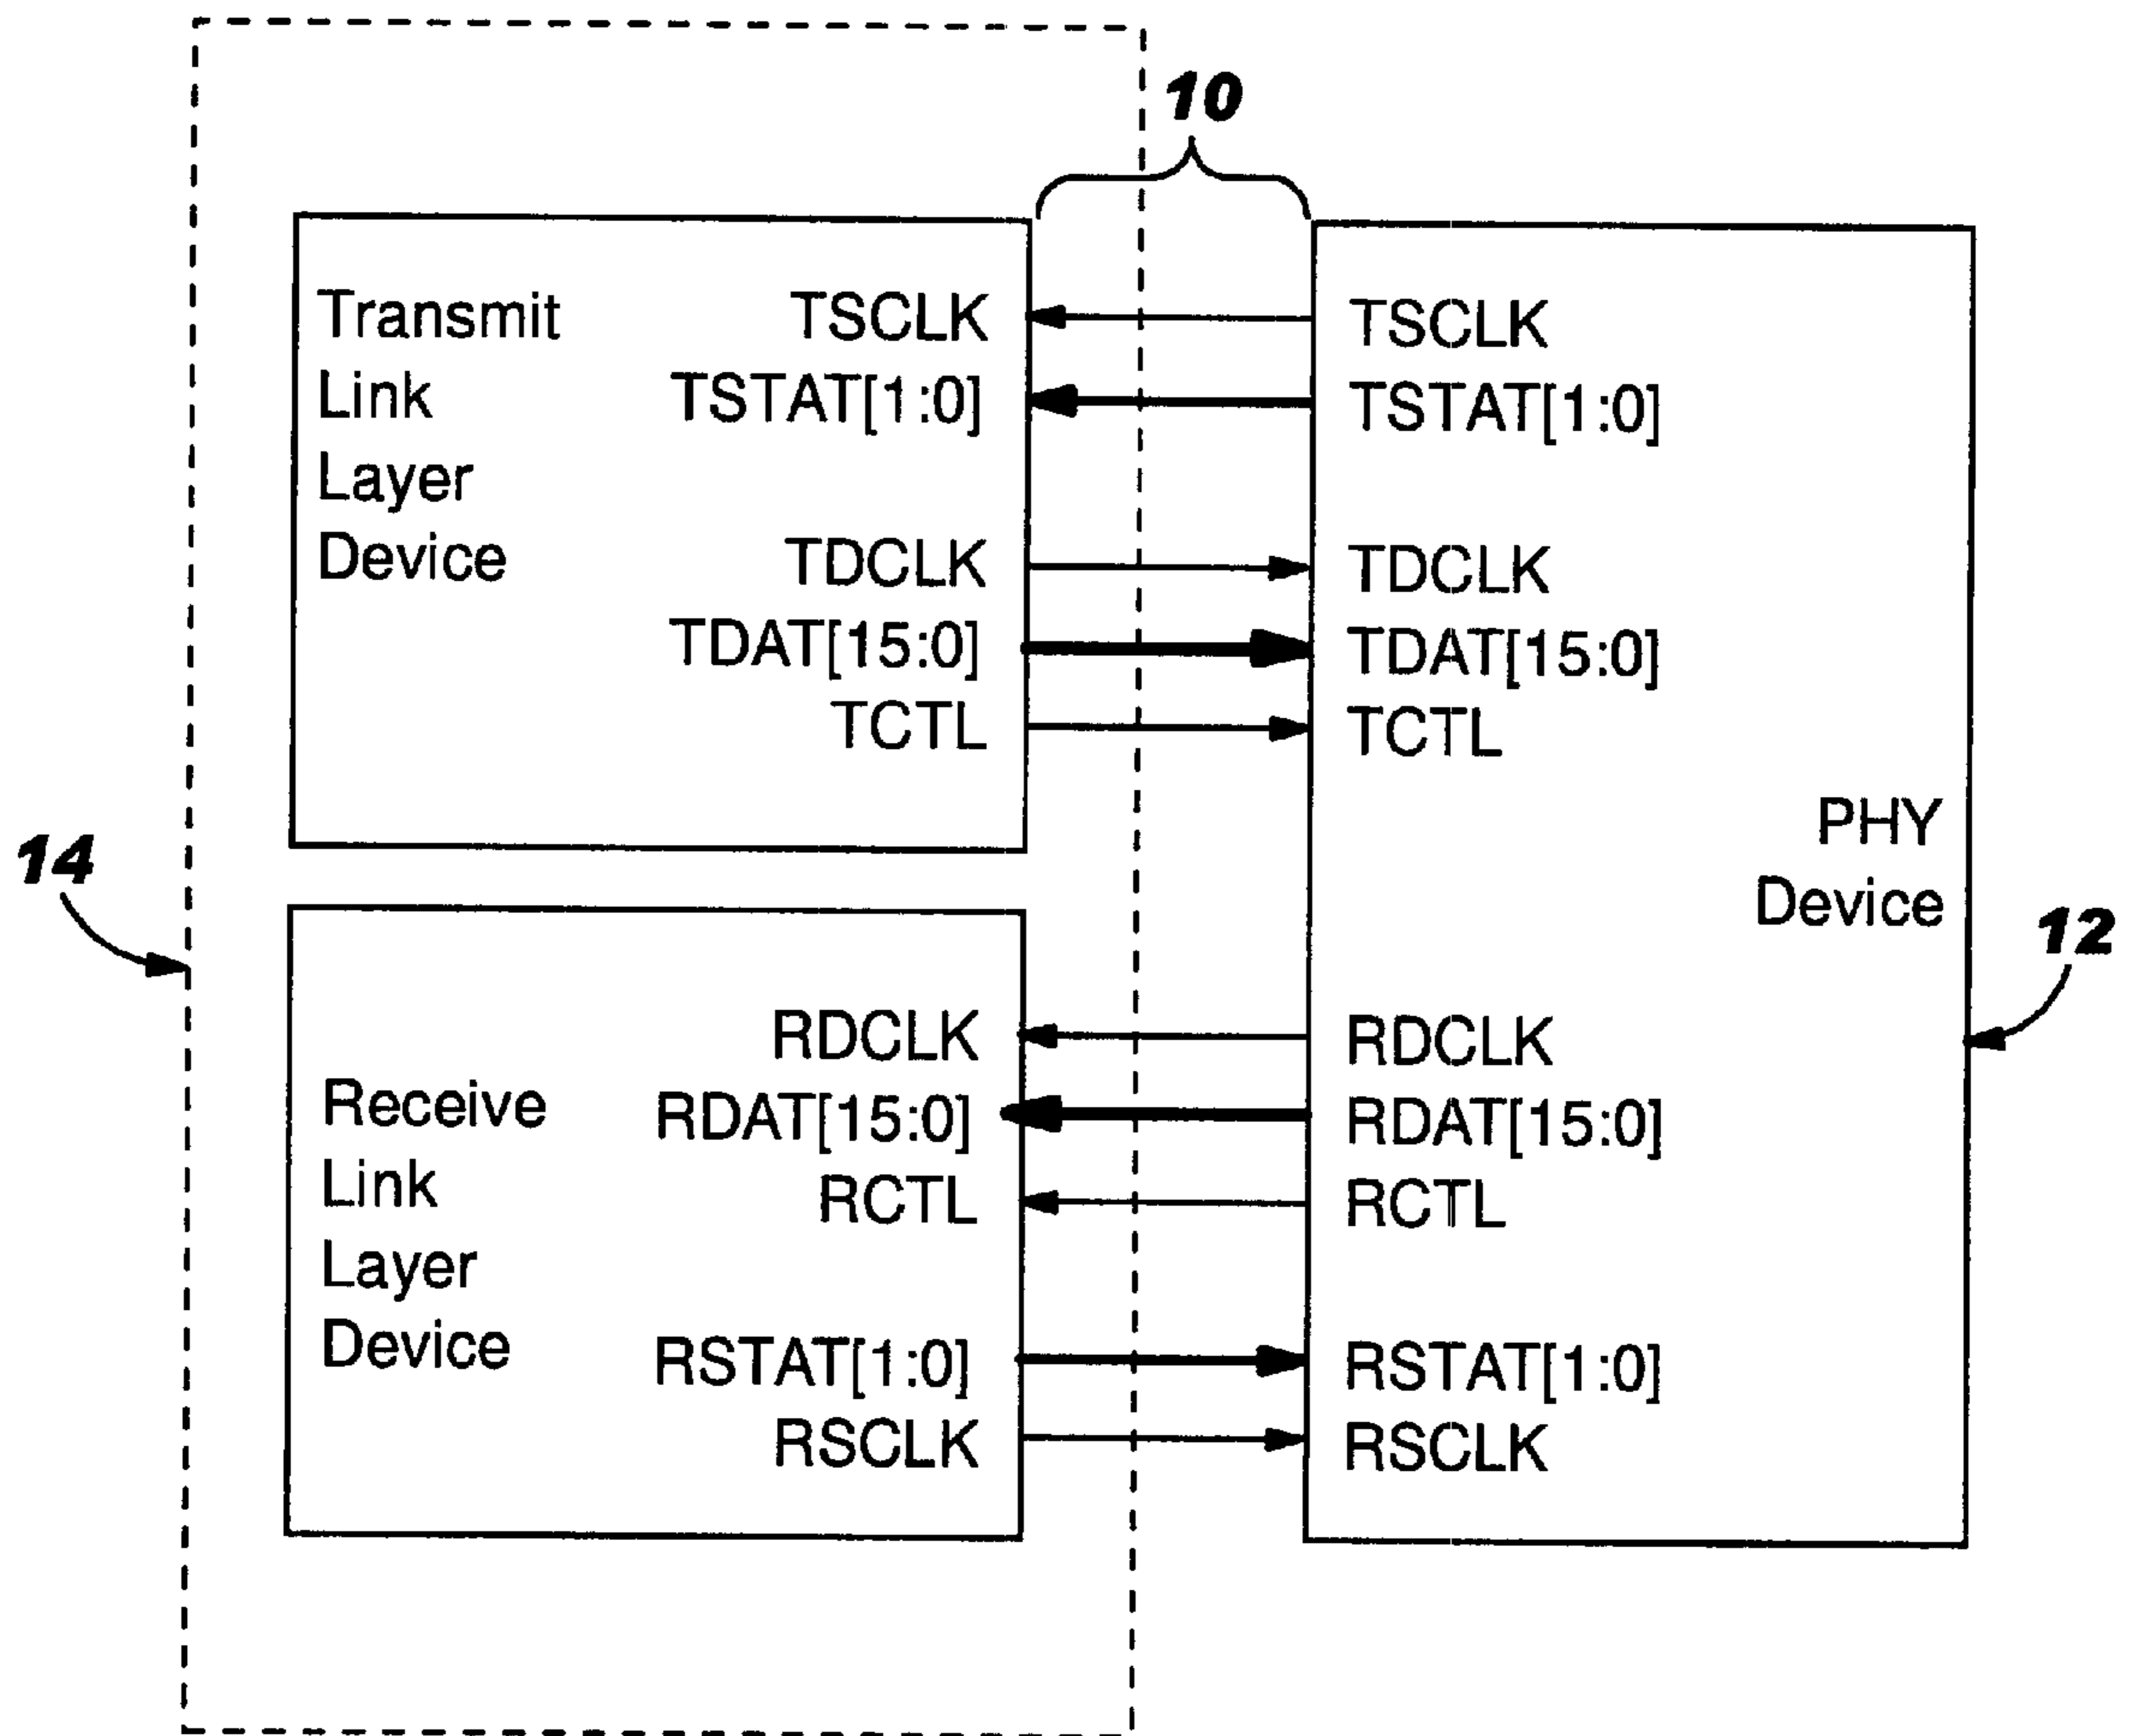 10
Transmit
Link
Layer
Device
TSCLK
TSTAT[1:0]
TDCLK
TDAT[15:0]
TCTL
TSCLK
TSTAT[1:0]
TDCLK
TDAT[15:0]
TCTL
PHY
Device
14
12
Receive
Link
Layer
Device
RDCLK
RDAT[15:0]
RCTL
RSTAT[1:0]
RSCLK
RDCLK
RDAT[15:0]
RCTL
RSTAT[1:0]
RSCLK